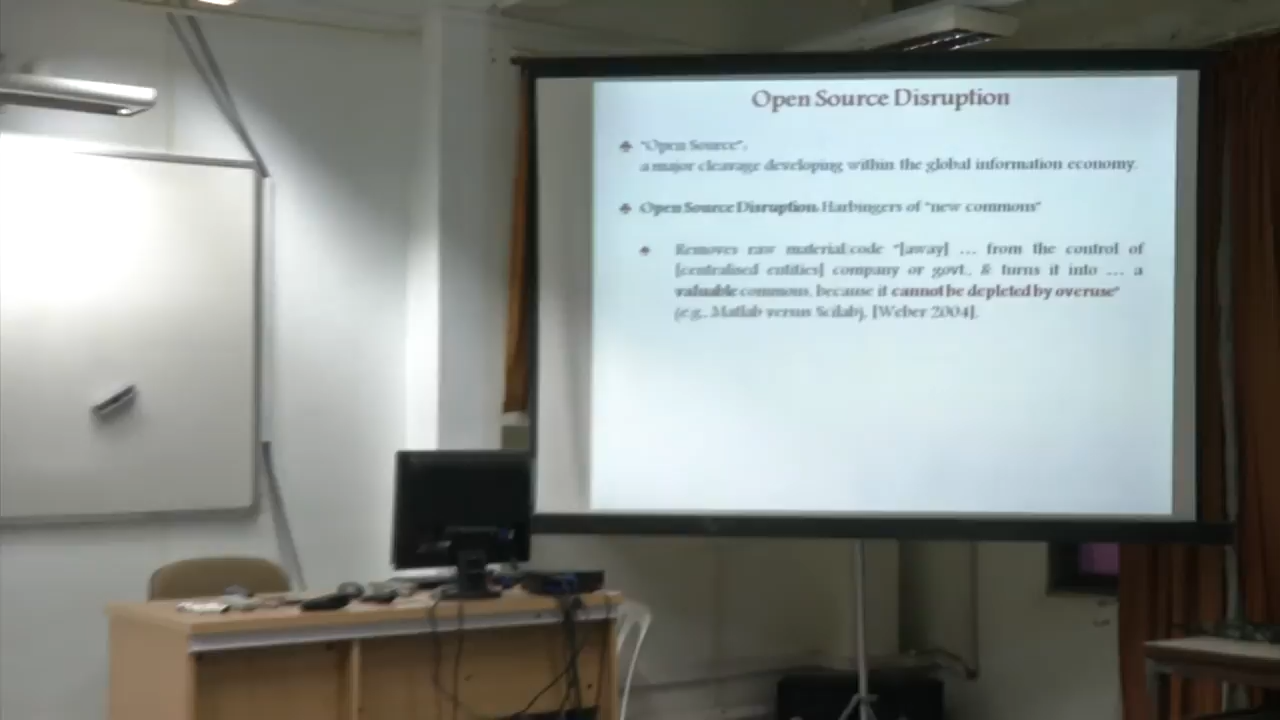 Open Source Disruption
"Open Source",
a major cleavage developing within the global information economy.
Open Source Disruption: Harbingers of "new commons"
Removes raw material:code "[away] ... from the control of
[centralised entities] company or govt., & turns it into ... a
valuable commons, because it cannot be depleted by overuse"
(e.g., Matlab versus Scilab), [Weber 2004].